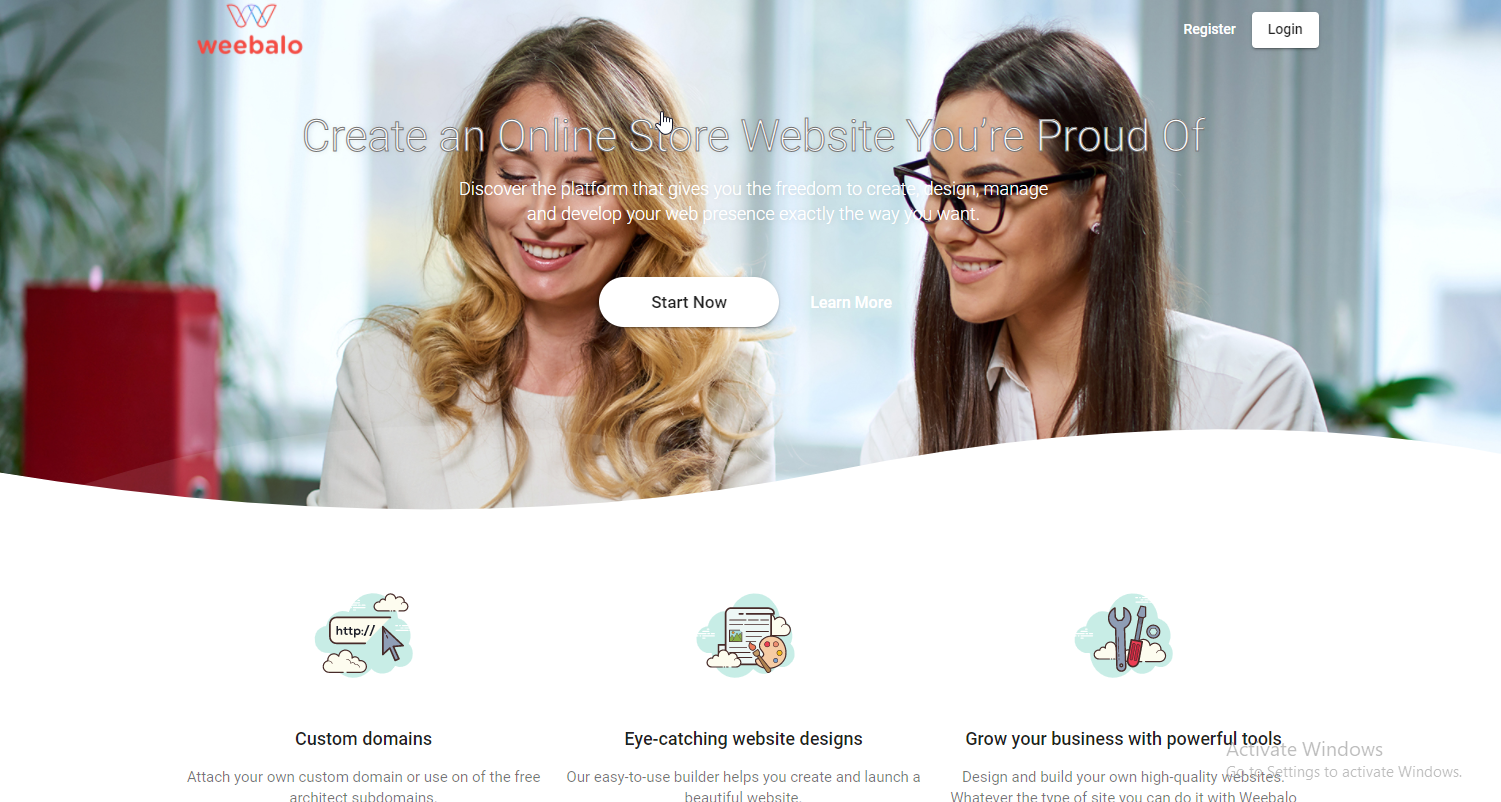 weebalo
Register
Login
Create an Online Store Website You're Proud Of
Discover the platform that gives you the freedom to create, design, manage
and develop your web presence exactly the way you want.
Start Now
Learn More
http://
Custom domains
Attach your own custom domain or use on of the free
architect subdomains.
Eye-catching website designs
Our easy-to-use builder helps you create and launch a
beautiful website.
Grow your business with powerful tools
Design and build your own high-quality websites.
Whatever the type of site you can do it with Weebalo
Activate Windows
Go to Settings to activate Windows.